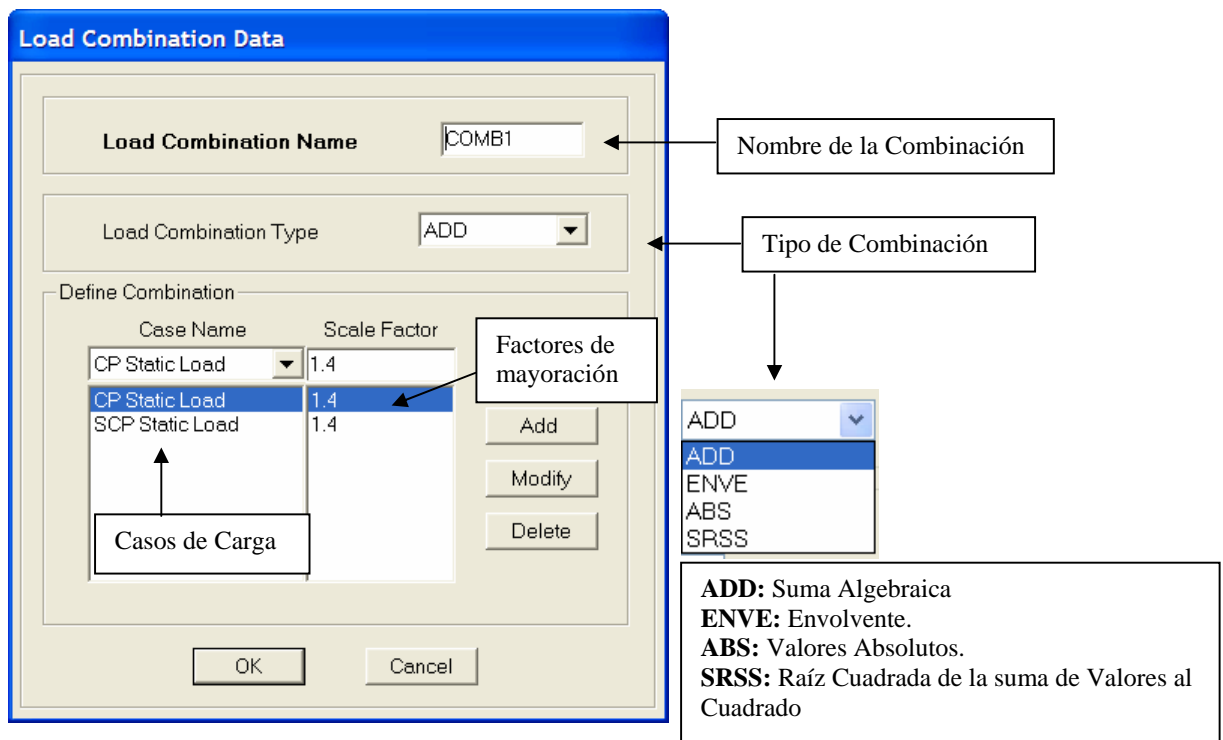 Load Combination Data
Load Combination Name
COMB1
Nombre de la Combinación
Load Combination Type
ADD
Tipo de Combinación
Define Combination
Case Name
Scale Factor
CP Static Load
1.4
Factores de
mayoración
CP Static Load
1.4
SCP Static Load
1.4
Add
Modify
Delete
Casos de Carga
OK
Cancel
ADD
ADD
ENVE
ABS
SRSS
ADD: Suma Algebraica
ENVE: Envolvente.
ABS: Valores Absolutos.
SRSS: Raíz Cuadrada de la suma de Valores al
Cuadrado